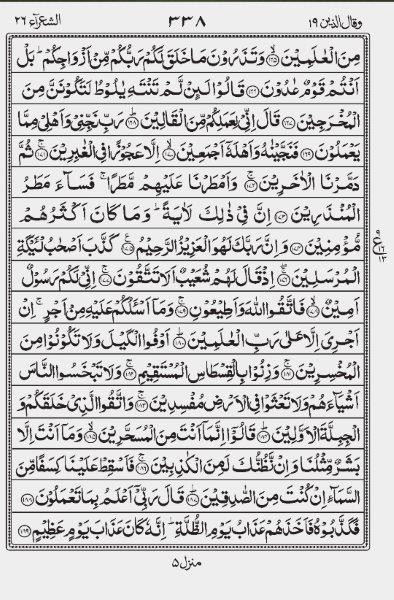 وقال الذين ١٩ ٣٣٨ الشعرآء ٢٦
مِنَ الْعٰلَمِيْنَ ﴿١٦٥﴾ وَتَذَرُوْنَ مَا خَلَقَ لَكُمْ رَبُّكُمْ مِّنْ اَزْوَاجِكُمْ ؕ بَلْ
اَنْتُمْ قَوْمٌ عٰدُوْنَ ﴿١٦٦﴾ قَالُوْا لَىِٕنْ لَّمْ تَنْتَهِ يٰلُوْطُ لَتَكُوْنَنَّ مِنَ
الْمُخْرَجِيْنَ ﴿١٦٧﴾ قَالَ اِنِّىْ لِعَمَلِكُمْ مِّنَ الْقَالِيْنَ ﴿١٦٨﴾ رَبِّ نَجِّنِىْ وَاَهْلِىْ مِمَّا
يَعْمَلُوْنَ ﴿١٦٩﴾ فَنَجَّيْنٰهُ وَاَهْلَهٗۤ اَجْمَعِيْنَ ﴿١٧٠﴾ اِلَّا عَجُوْزًا فِى الْغٰبِرِيْنَ ﴿١٧١﴾ ثُمَّ
دَمَّرْنَا الْاٰخَرِيْنَ ﴿١٧٢﴾ وَاَمْطَرْنَا عَلَيْهِمْ مَّطَرًا ۚ فَسَآءَ مَطَرُ
الْمُنْذَرِيْنَ ﴿١٧٣﴾ اِنَّ فِىْ ذٰلِكَ لَاٰيَةً ؕ وَمَا كَانَ اَكْثَرُهُمْ
مُّؤْمِنِيْنَ ﴿١٧٤﴾ وَاِنَّ رَبَّكَ لَهُوَ الْعَزِيْزُ الرَّحِيْمُ ﴿١٧٥﴾ كَذَّبَ اَصْحٰبُ لْئَيْكَةِ
الْمُرْسَلِيْنَ ﴿١٧٦﴾ اِذْ قَالَ لَهُمْ شُعَيْبٌ اَلَا تَتَّقُوْنَ ﴿١٧٧﴾ اِنِّىْ لَكُمْ رَسُوْلٌ
اَمِيْنٌ ﴿١٧٨﴾ فَاتَّقُوا اللّٰهَ وَاَطِيْعُوْنِ ﴿١٧٩﴾ وَمَاۤ اَسْـَٔلُكُمْ عَلَيْهِ مِنْ اَجْرٍ ۚ اِنْ
اَجْرِىَ اِلَّا عَلٰى رَبِّ الْعٰلَمِيْنَ ﴿١٨٠﴾ اَوْفُوا الْكَيْلَ وَلَا تَكُوْنُوْا مِنَ
الْمُخْسِرِيْنَ ﴿١٨١﴾ وَزِنُوْا بِالْقِسْطَاسِ الْمُسْتَقِيْمِ ﴿١٨٢﴾ وَلَا تَبْخَسُوا النَّاسَ
اَشْيَآءَهُمْ وَلَا تَعْثَوْا فِى الْاَرْضِ مُفْسِدِيْنَ ﴿١٨٣﴾ وَاتَّقُوا الَّذِىْ خَلَقَكُمْ وَ
الْجِبِلَّةَ الْاَوَّلِيْنَ ﴿١٨٤﴾ قَالُوْۤا اِنَّمَاۤ اَنْتَ مِنَ الْمُسَحَّرِيْنَ ﴿١٨٥﴾ وَمَاۤ اَنْتَ اِلَّا
بَشَرٌ مِّثْلُنَا وَاِنْ نَّظُنُّكَ لَمِنَ الْكٰذِبِيْنَ ﴿١٨٦﴾ فَاَسْقِطْ عَلَيْنَا كِسَفًا مِّنَ
السَّمَآءِ اِنْ كُنْتَ مِنَ الصّٰدِقِيْنَ ﴿١٨٧﴾ قَالَ رَبِّىْۤ اَعْلَمُ بِمَا تَعْمَلُوْنَ ﴿١٨٨﴾
فَكَذَّبُوْهُ فَاَخَذَهُمْ عَذَابُ يَوْمِ الظُّلَّةِ ؕ اِنَّهٗ كَانَ عَذَابَ يَوْمٍ عَظِيْمٍ ﴿١٨٩﴾
منزل ٥